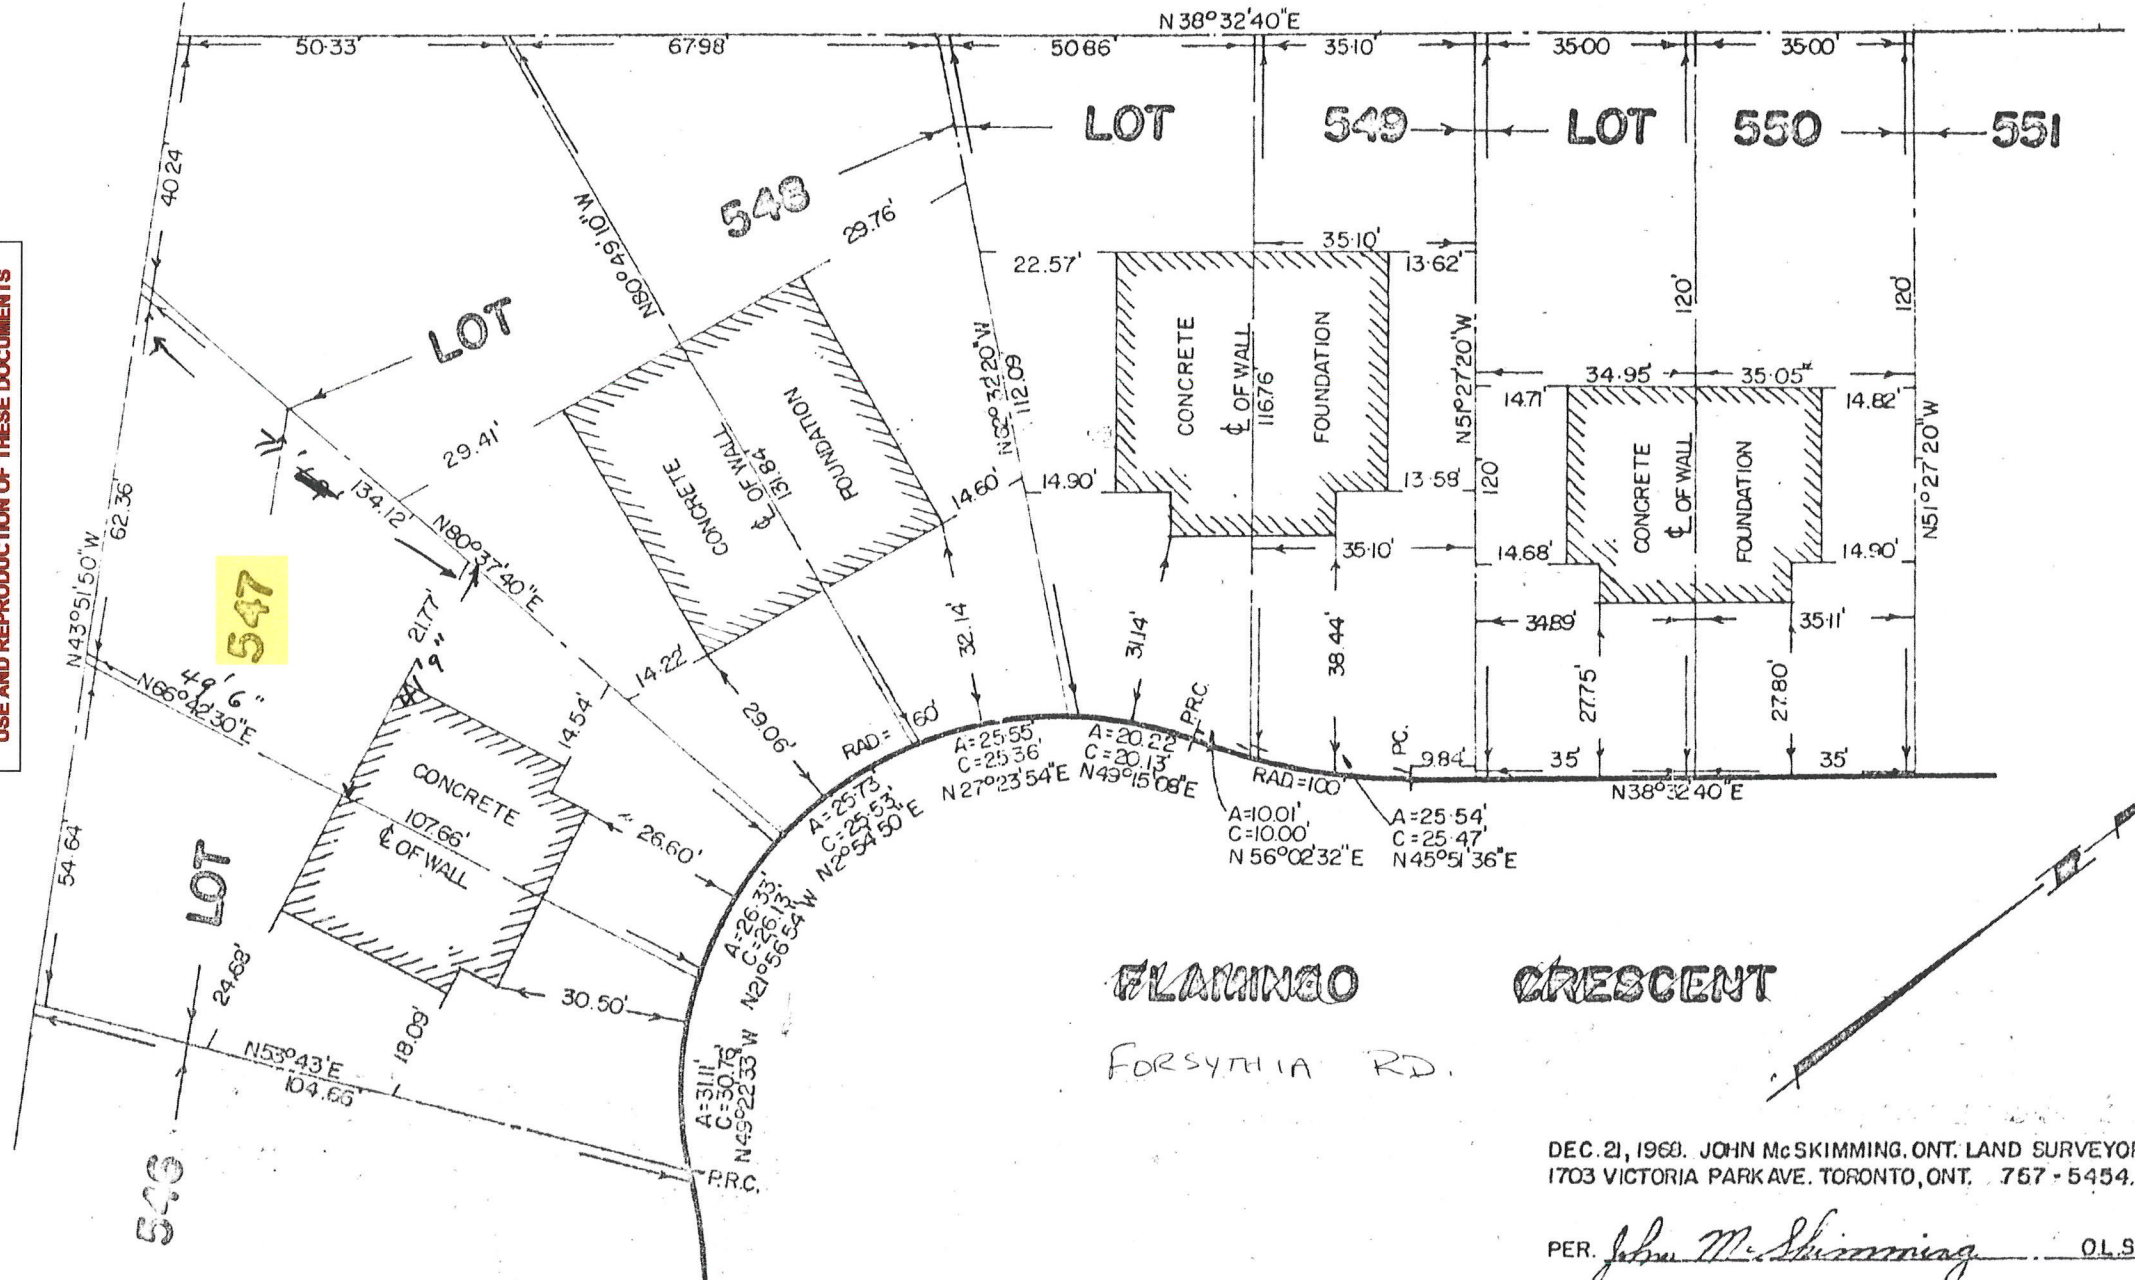 USE AND REPRODUCTION OF THESE DOCUMENTS
N 38°32'40"E
50.33'
67.98'
50.86'
35.10'
35.00
35.00'
LOT 549
LOT 550
551
40.24'
548
29.76'
N80°49'10"W
LOT
22.57'
35.10'
13.62'
CONCRETE
₵ OF WALL
116.76
FOUNDATION
N51°27'20"W
120'
120'
120'
34.95'
35.05"
14.71'
14.82'
CONCRETE
₵ OF WALL
FOUNDATION
N51°27'20"W
29.41'
CONCRETE
₵ OF WALL
131.84'
FOUNDATION
N62°32'20"W
112.09
14.60'
14.90'
13.58'
35.10'
14.68'
14.90'
11'
134.12'
N80°37'40"E
62.36'
N43°51'50"W
547
21.77'
9"
49'6"
N66°42'30"E
14.22'
14.54'
29.06'
32.14'
31.14'
38.44'
34.89'
35.11'
27.75'
27.80'
RAD.= 60'
P.R.C.
P.C.
9.84'
35'
35'
RAD=100'
N38°32'40"E
A=25.55'
C=25.36'
N27°23'54"E
A=20.22'
C=20.13'
N49°15'08"E
A=10.01'
C=10.00'
N56°02'32"E
A=25.54'
C=25.47'
N45°51'36"E
A=25.73'
C=25.53'
N2°54'50"E
CONCRETE
107.66'
₵ OF WALL
26.60'
A=26.33'
C=26.13'
N21°56'54"W
54.64'
LOT
24.68'
30.50'
18.09'
N53°43'E
104.66'
A=31.11'
C=30.76'
N49°22'33"W
P.R.C.
546
FLAMINGO CRESCENT
FORSYTHIA RD.
DEC. 21, 1968. JOHN McSKIMMING, ONT. LAND SURVEYOR
1703 VICTORIA PARK AVE. TORONTO, ONT. 757-5454.
PER. John McSkimming O.L.S